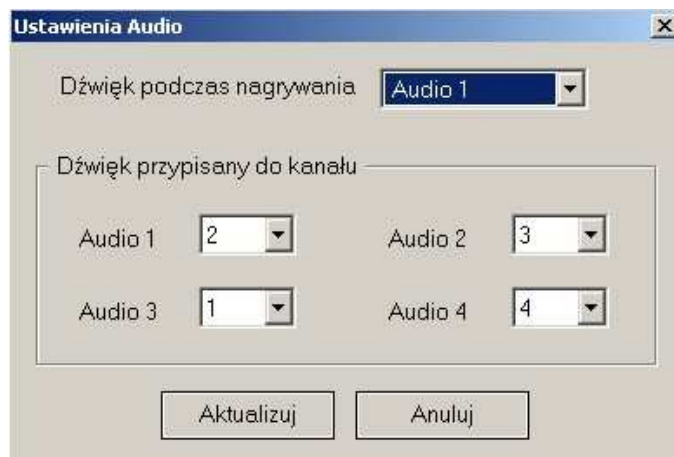 Ustawienia Audio
Dźwięk podczas nagrywania Audio 1
Dźwięk przypisany do kanału
Audio 1 2 Audio 2 3
Audio 3 1 Audio 4 4
Aktualizuj Anuluj